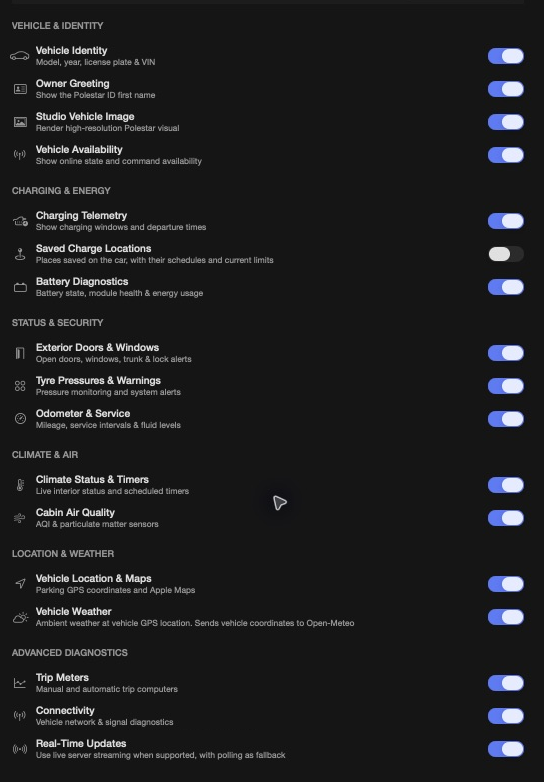 VEHICLE & IDENTITY
Vehicle Identity
Model, year, license plate & VIN
Owner Greeting
Show the Polestar ID first name
Studio Vehicle Image
Render high-resolution Polestar visual
Vehicle Availability
Show online state and command availability
CHARGING & ENERGY
Charging Telemetry
Show charging windows and departure times
Saved Charge Locations
Places saved on the car, with their schedules and current limits
Battery Diagnostics
Battery state, module health & energy usage
STATUS & SECURITY
Exterior Doors & Windows
Open doors, windows, trunk & lock alerts
Tyre Pressures & Warnings
Pressure monitoring and system alerts
Odometer & Service
Mileage, service intervals & fluid levels
CLIMATE & AIR
Climate Status & Timers
Live interior status and scheduled timers
Cabin Air Quality
AQI & particulate matter sensors
LOCATION & WEATHER
Vehicle Location & Maps
Parking GPS coordinates and Apple Maps
Vehicle Weather
Ambient weather at vehicle GPS location. Sends vehicle coordinates to Open-Meteo
ADVANCED DIAGNOSTICS
Trip Meters
Manual and automatic trip computers
Connectivity
Vehicle network & signal diagnostics
Real-Time Updates
Use live server streaming when supported, with polling as fallback